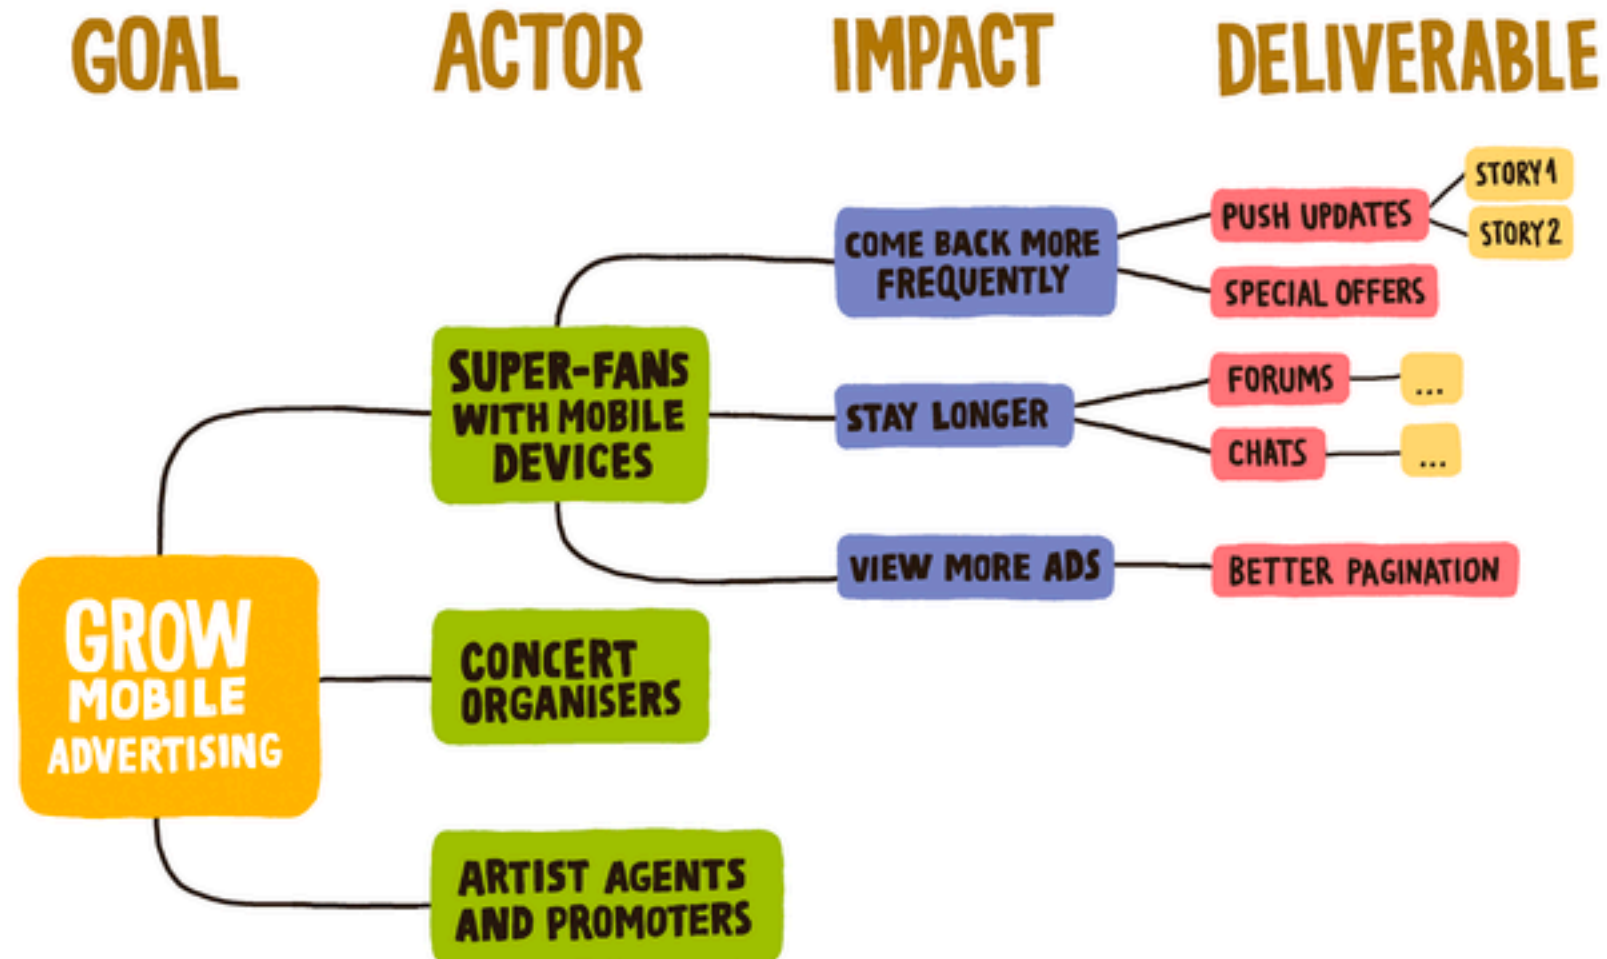 GOAL
ACTOR
IMPACT
DELIVERABLE
GROW
MOBILE
ADVERTISING
SUPER-FANS
WITH MOBILE
DEVICES
COME BACK MORE
FREQUENTLY
PUSH UPDATES
STORY 1
STORY 2
SPECIAL OFFERS
STAY LONGER
FORUMS
...
CHATS
...
VIEW MORE ADS
BETTER PAGINATION
CONCERT
ORGANISERS
ARTIST AGENTS
AND PROMOTERS